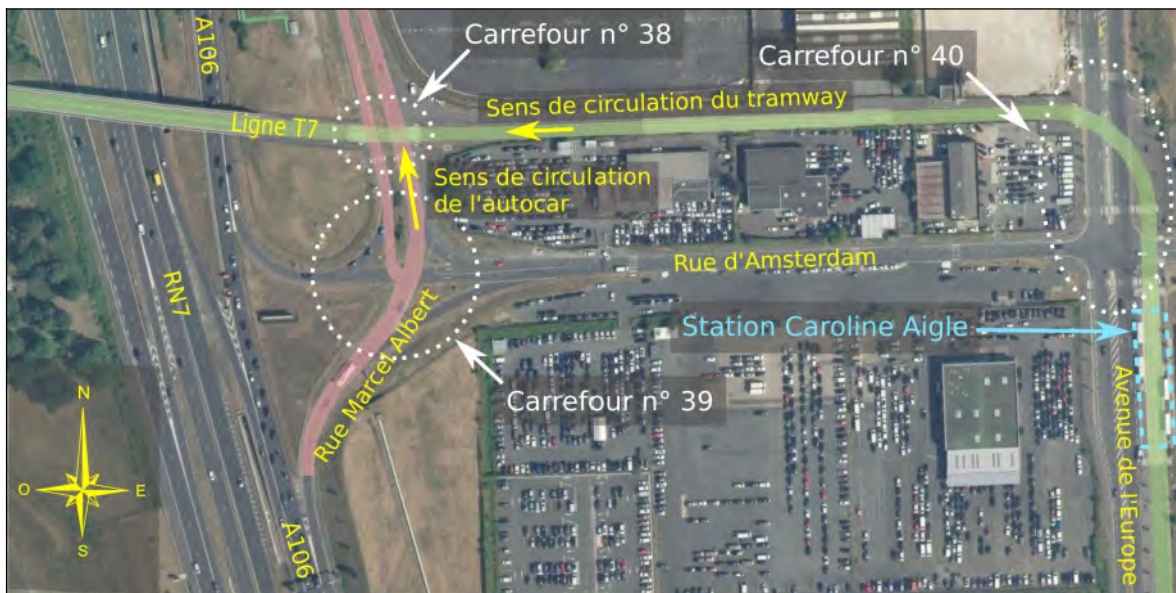 A106
Carrefour n° 38
Carrefour n° 40
Sens de circulation du tramway
Ligne T7
Sens de circulation
de l'autocar
Rue d'Amsterdam
RN7
Station Caroline Aigle
Rue Marcel Albert
Carrefour n° 39
Avenue de l'Europe
N
O
E
S
A106